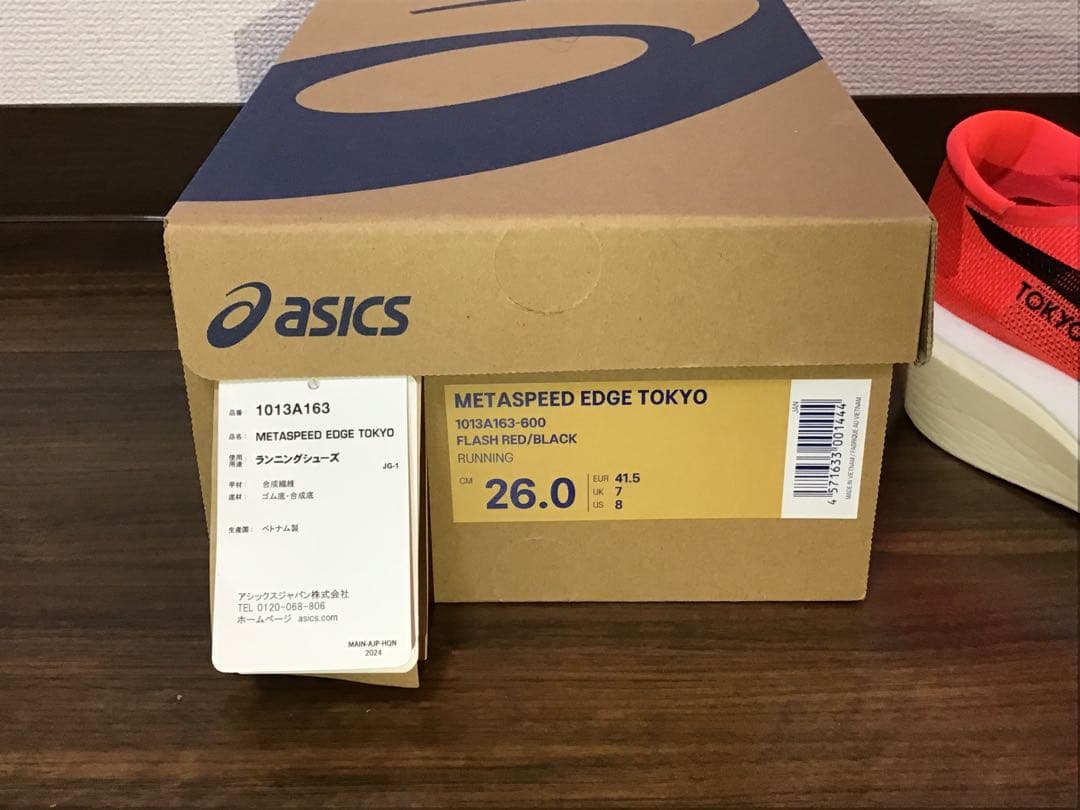 asics
品番: 1013A163
品名: METASPEED EDGE TOKYO
使用用途: ランニングシューズ
JG-1
甲材: 合成繊維
底材: ゴム底・合成底
生産国: ベトナム製
アシックスジャパン株式会社
TEL 0120-068-806
ホームページ asics.com
MAIN-AJP-HQN
2024
METASPEED EDGE TOKYO
1013A163-600
FLASH RED/BLACK
RUNNING
CM 26.0
EUR 41.5
UK 7
US 8
JAN
4 571633 001444
MADE IN VIETNAM / FABRIQUE AU VIETNAM
TOKYO